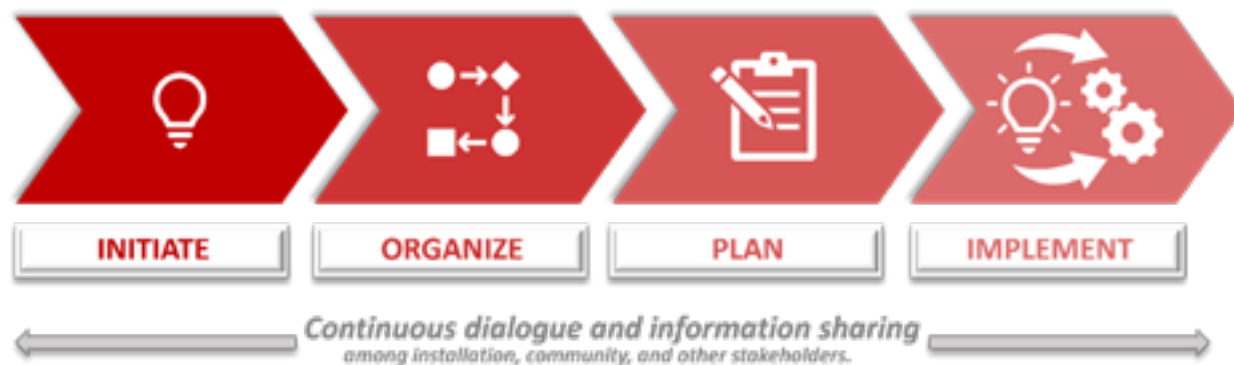 INITIATE
ORGANIZE
PLAN
IMPLEMENT
Continuous dialogue and information sharing
among installation, community, and other stakeholders.